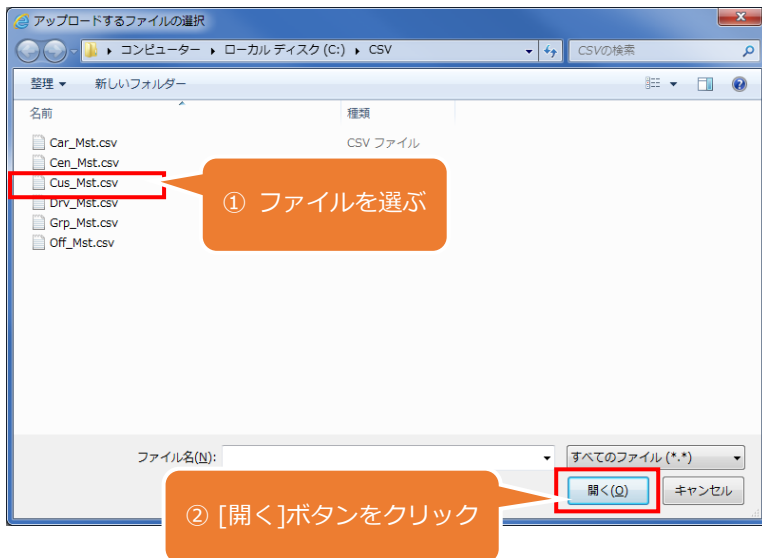 アップロードするファイルの選択
コンピューター ▸ ローカル ディスク (C:) ▸ CSV
CSVの検索
整理 ▼ 新しいフォルダー
名前 種類
Car_Mst.csv CSV ファイル
Cen_Mst.csv
Cus_Mst.csv
Drv_Mst.csv
Grp_Mst.csv
Off_Mst.csv
① ファイルを選ぶ
ファイル名(N):
すべてのファイル (*.*)
開く(O) キャンセル
② [開く]ボタンをクリック